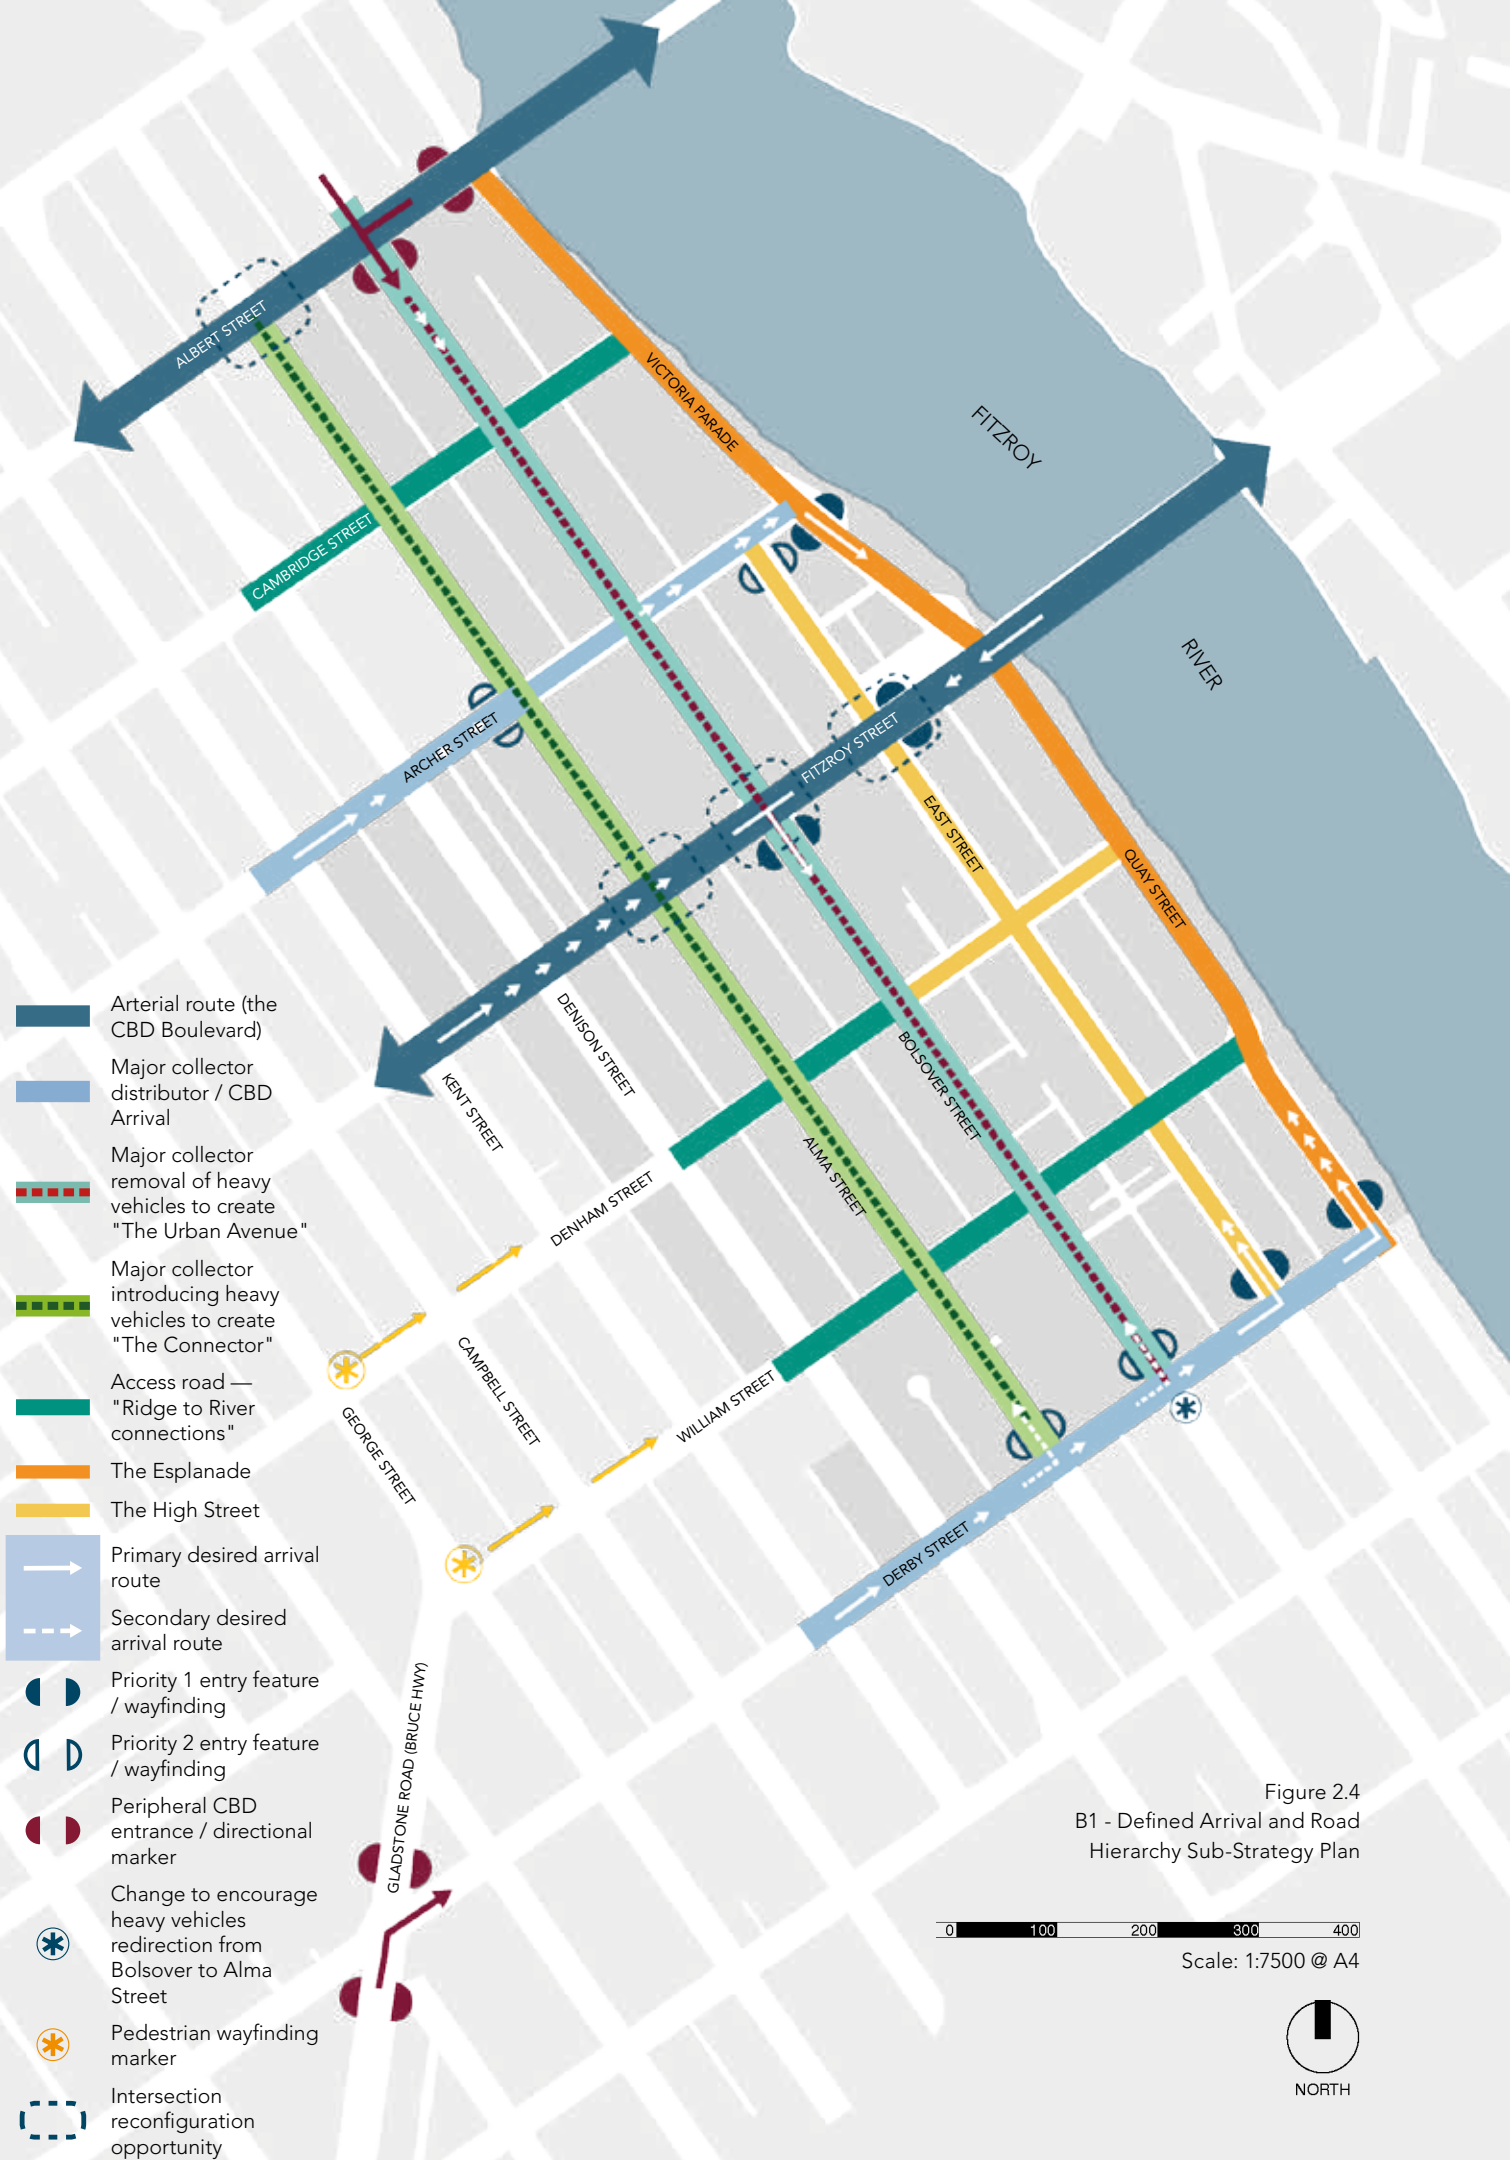 ALBERT STREET
VICTORIA PARADE
FITZROY
CAMBRIDGE STREET
RIVER
ARCHER STREET
FITZROY STREET
EAST STREET
QUAY STREET
DENISON STREET
KENT STREET
BOLSOVER STREET
ALMA STREET
DENHAM STREET
CAMPBELL STREET
WILLIAM STREET
GEORGE STREET
DERBY STREET
GLADSTONE ROAD (BRUCE HWY)
Arterial route (the
CBD Boulevard)
Major collector
distributor / CBD
Arrival
Major collector
removal of heavy
vehicles to create
"The Urban Avenue"
Major collector
introducing heavy
vehicles to create
"The Connector"
Access road —
"Ridge to River
connections"
The Esplanade
The High Street
Primary desired arrival
route
Secondary desired
arrival route
Priority 1 entry feature
/ wayfinding
Priority 2 entry feature
/ wayfinding
Peripheral CBD
entrance / directional
marker
Change to encourage
heavy vehicles
redirection from
Bolsover to Alma
Street
Pedestrian wayfinding
marker
Intersection
reconfiguration
opportunity
Figure 2.4
B1 - Defined Arrival and Road
Hierarchy Sub-Strategy Plan
0 100 200 300 400
Scale: 1:7500 @ A4
NORTH